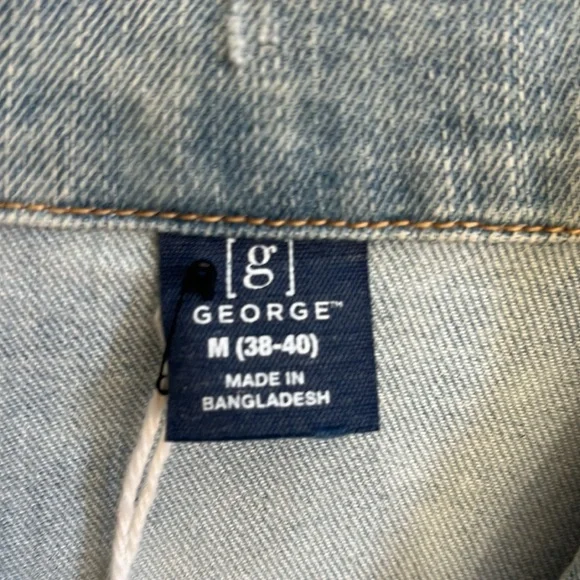 [g]
GEORGE™
M (38-40)
MADE IN
BANGLADESH